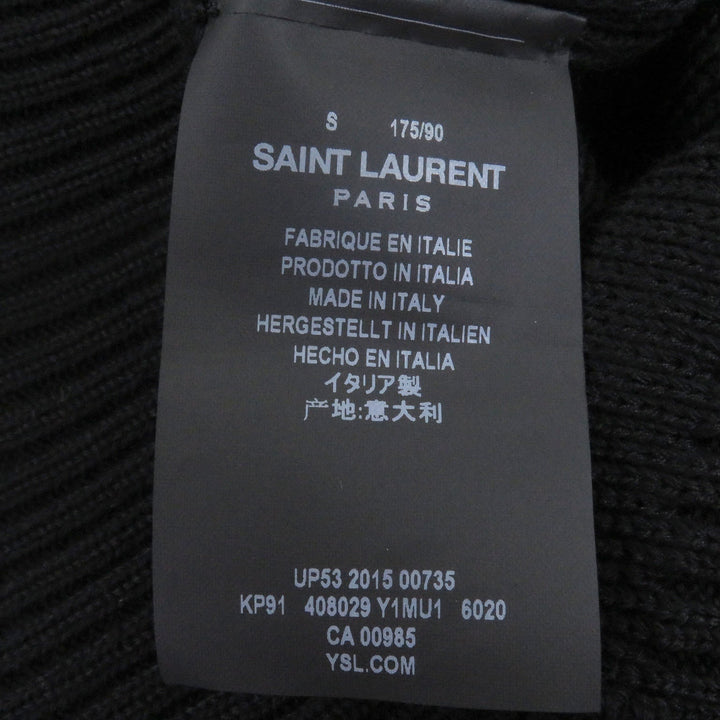 S 175/90
SAINT LAURENT
PARIS
FABRIQUE EN ITALIE
PRODOTTO IN ITALIA
MADE IN ITALY
HERGESTELLT IN ITALIEN
HECHO EN ITALIA
イタリア製
产地:意大利
UP53 2015 00735
KP91 408029 Y1MU1 6020
CA 00985
YSL.COM